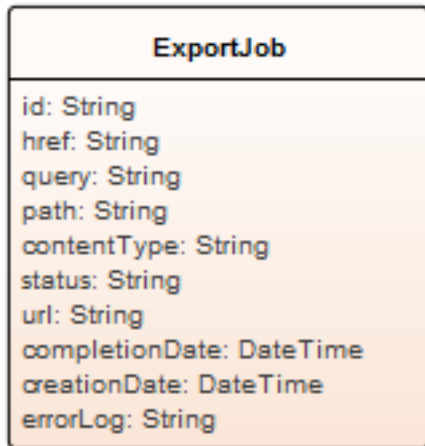 ExportJob
id: String
href: String
query: String
path: String
contentType: String
status: String
url: String
completionDate: DateTime
creationDate: DateTime
errorLog: String